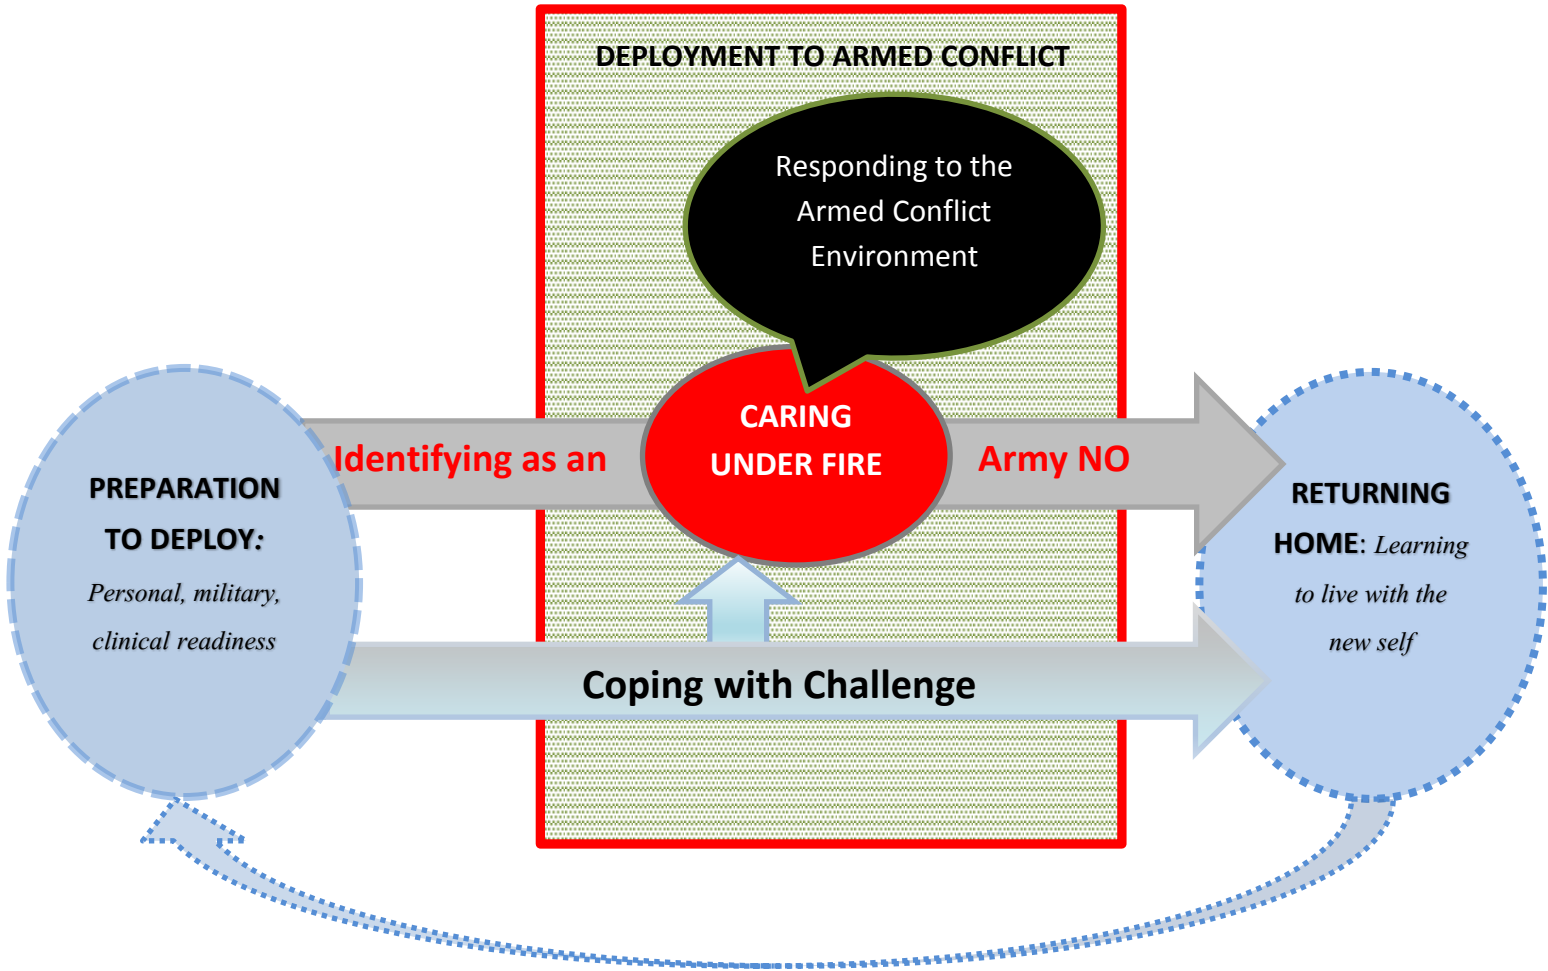 DEPLOYMENT TO ARMED CONFLICT
Responding to the
Armed Conflict
Environment
CARING
UNDER FIRE
Identifying as an
Army NO
PREPARATION
TO DEPLOY:
Personal, military,
clinical readiness
RETURNING
HOME: Learning
to live with the
new self
Coping with Challenge